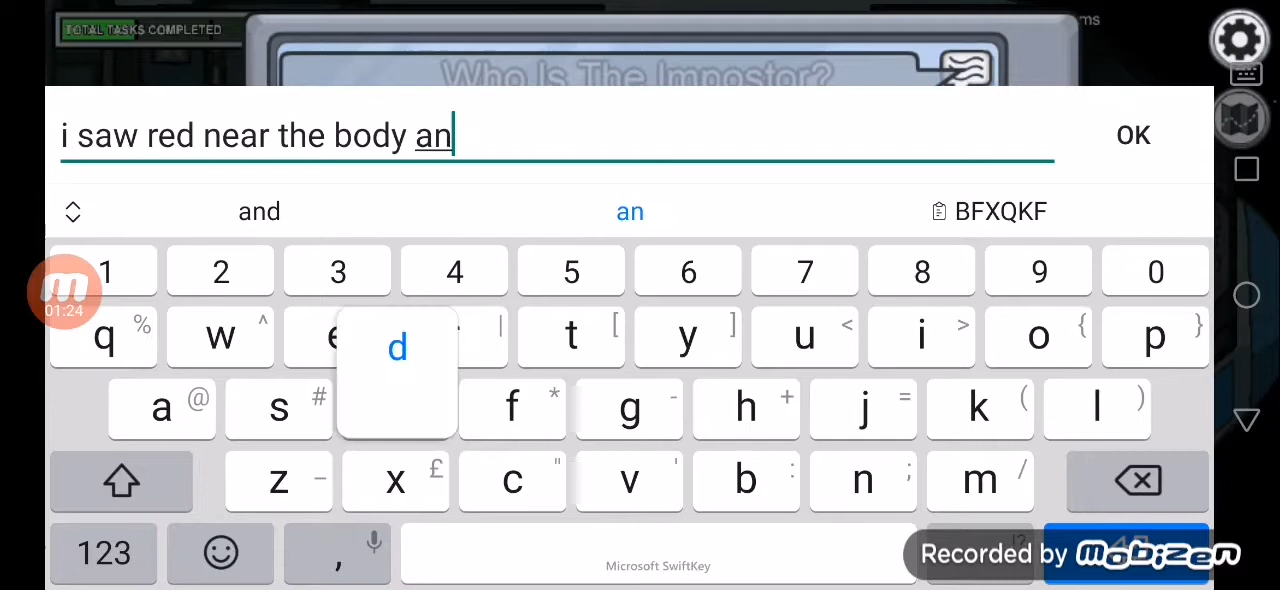 TOTAL TASKS COMPLETED
ms
Who Is The Impostor?
i saw red near the body an
OK
and an BFXQKF
1 2 3 4 5 6 7 8 9 0
01:24
q % w ^ e | t [ y ] u < i > o { p }
d
a @ s # f * g - h + j = k ( l )
z _ x £ c " v ' b : n ; m /
123 , !?
Microsoft SwiftKey
Recorded by mobizen